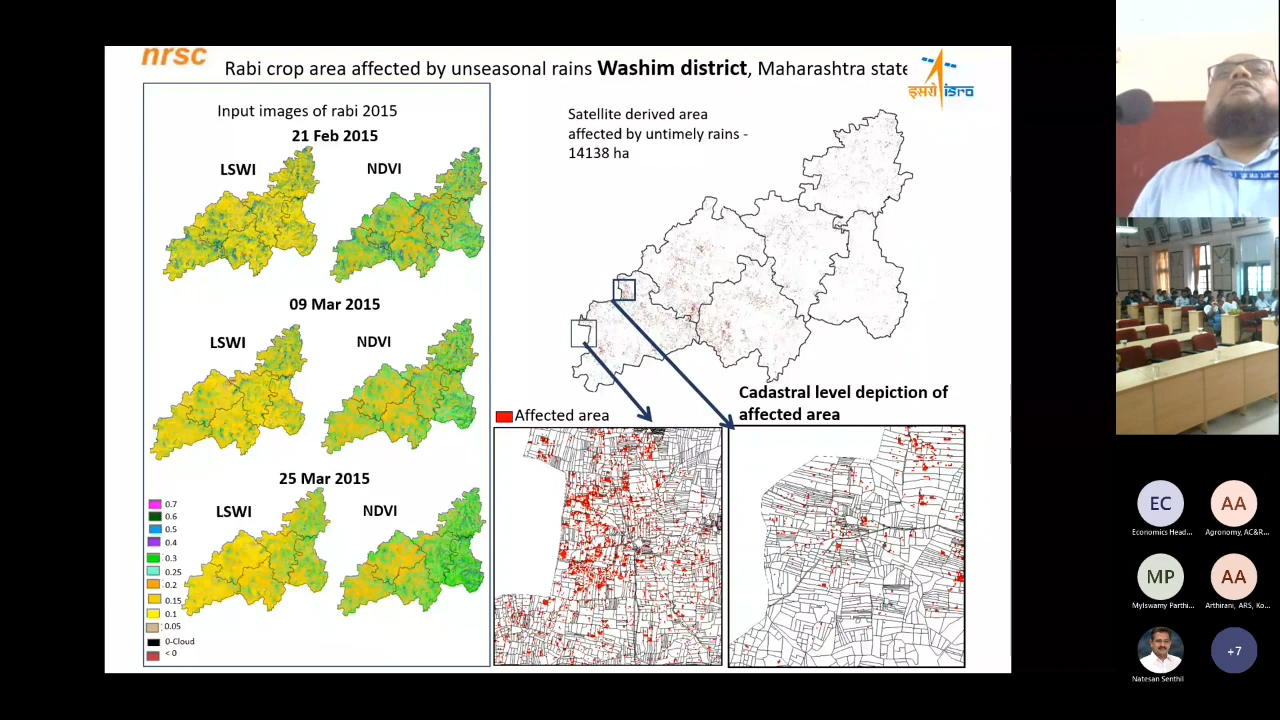 nrsc
Rabi crop area affected by unseasonal rains Washim district, Maharashtra state
इसरो isro
Input images of rabi 2015
21 Feb 2015
LSWI
NDVI
09 Mar 2015
LSWI
NDVI
25 Mar 2015
LSWI
NDVI
0.7
0.6
0.5
0.4
0.3
0.25
0.2
0.15
0.1
0.05
0-Cloud
< 0
Satellite derived area
affected by untimely rains -
14138 ha
Affected area
Cadastral level depiction of
affected area
EC
Economics Head...
AA
Agronomy, AC&R...
MP
Mylswamy Parthi...
AA
Arthirani, ARS, Ko...
Natesan Senthil
+7